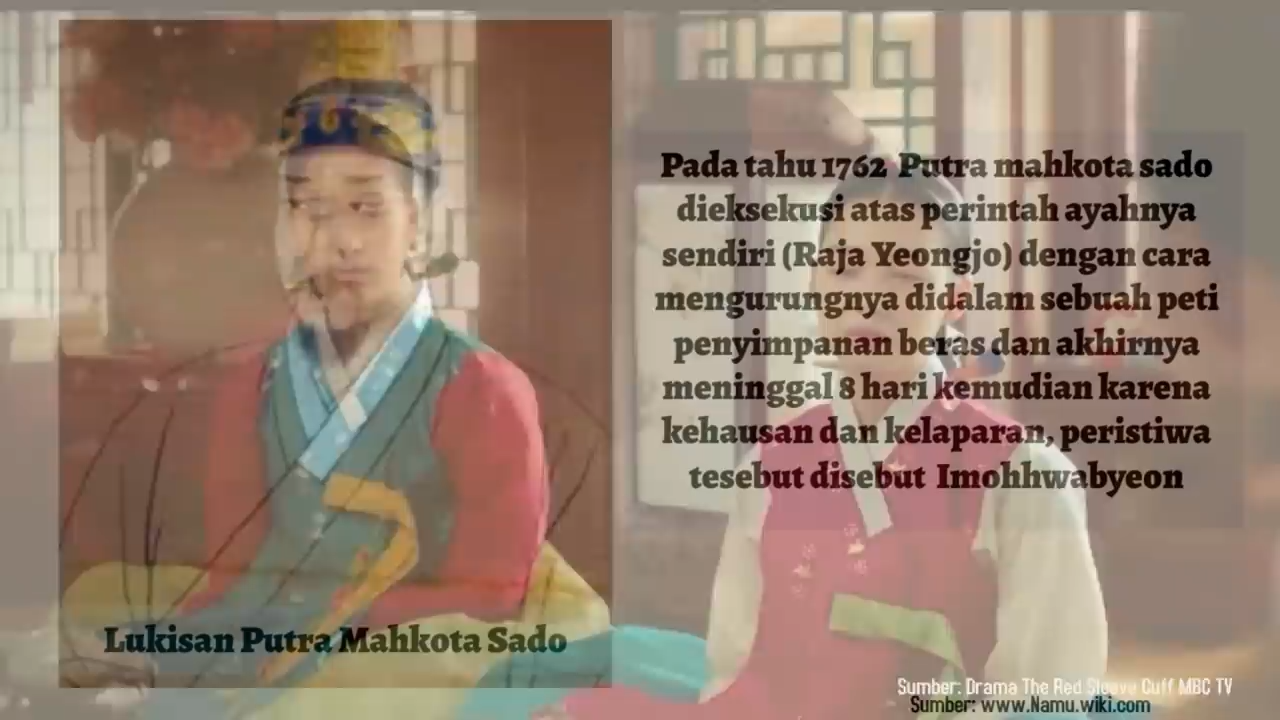 Pada tahu 1762 Putra mahkota sado
dieksekusi atas perintah ayahnya
sendiri (Raja Yeongjo) dengan cara
mengurungnya didalam sebuah peti
penyimpanan beras dan akhirnya
meninggal 8 hari kemudian karena
kehausan dan kelaparan, peristiwa
tesebut disebut Imohhwabyeon
Lukisan Putra Mahkota Sado
Sumber: Drama The Red Sleeve Cuff MBC TV
Sumber: www.Namu.wiki.com